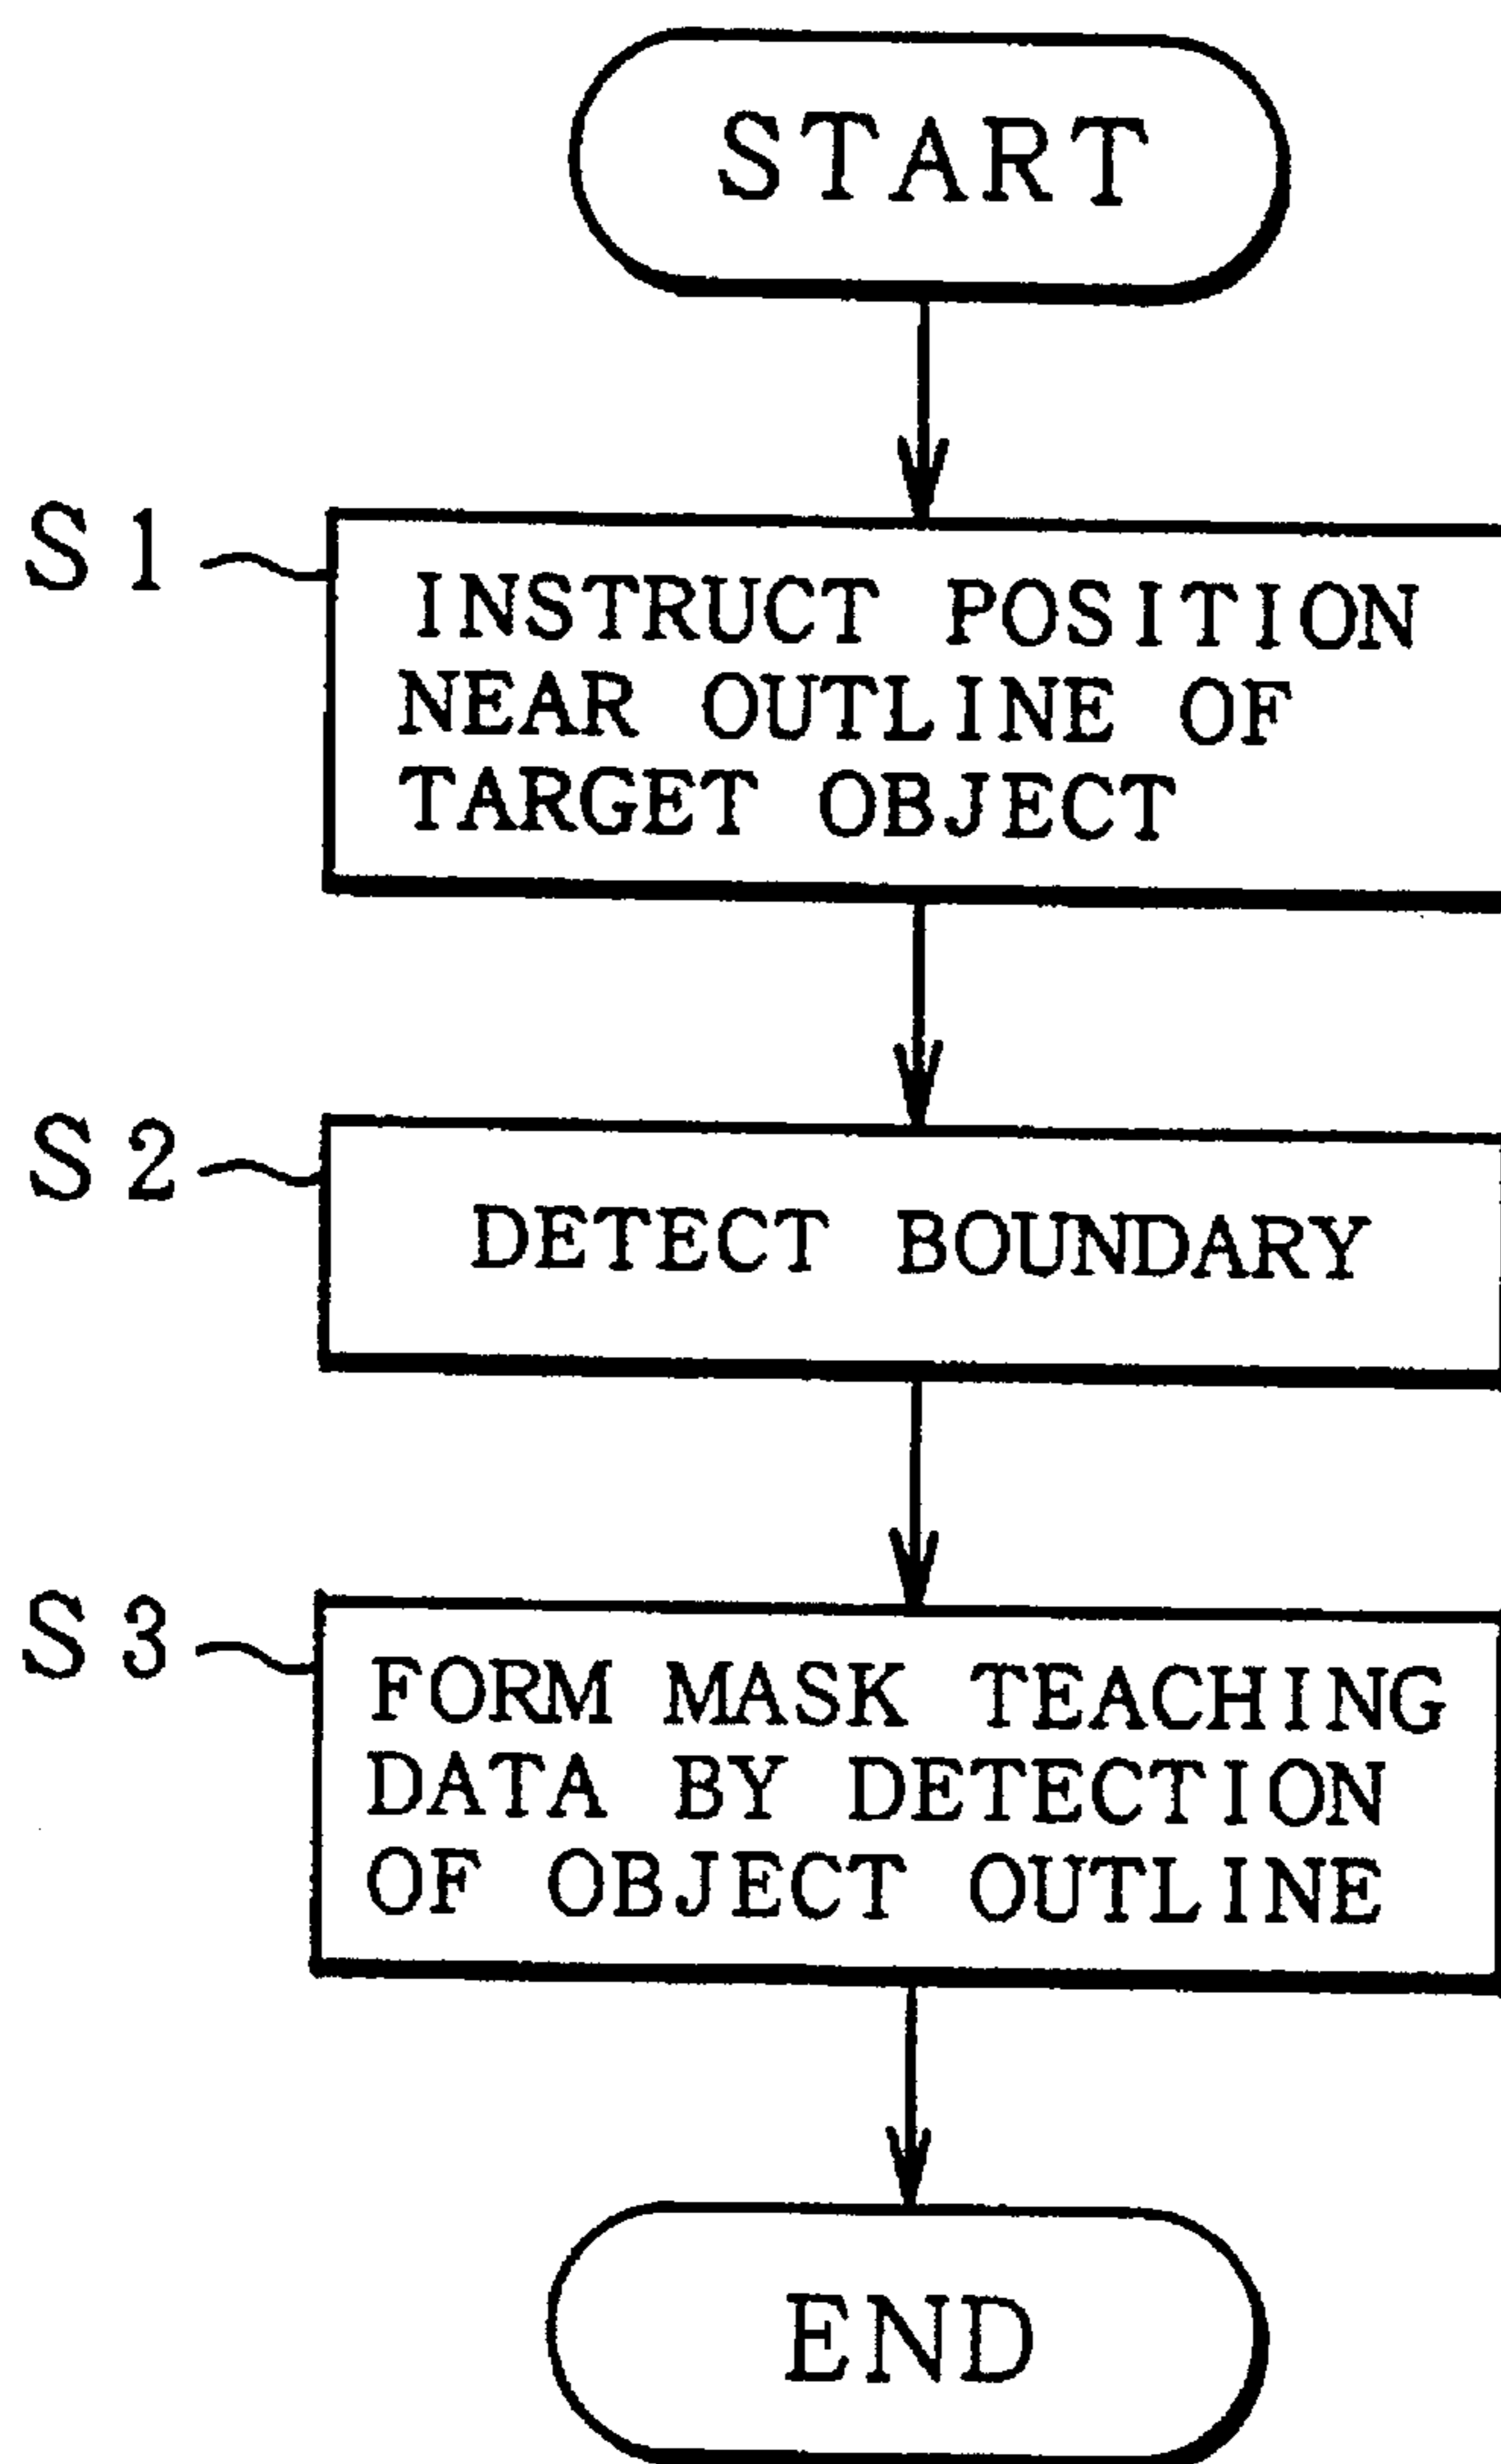 START
S1
INSTRUCT POSITION
NEAR OUTLINE OF
TARGET OBJECT
S2
DETECT BOUNDARY
S3
FORM MASK TEACHING
DATA BY DETECTION
OF OBJECT OUTLINE
END